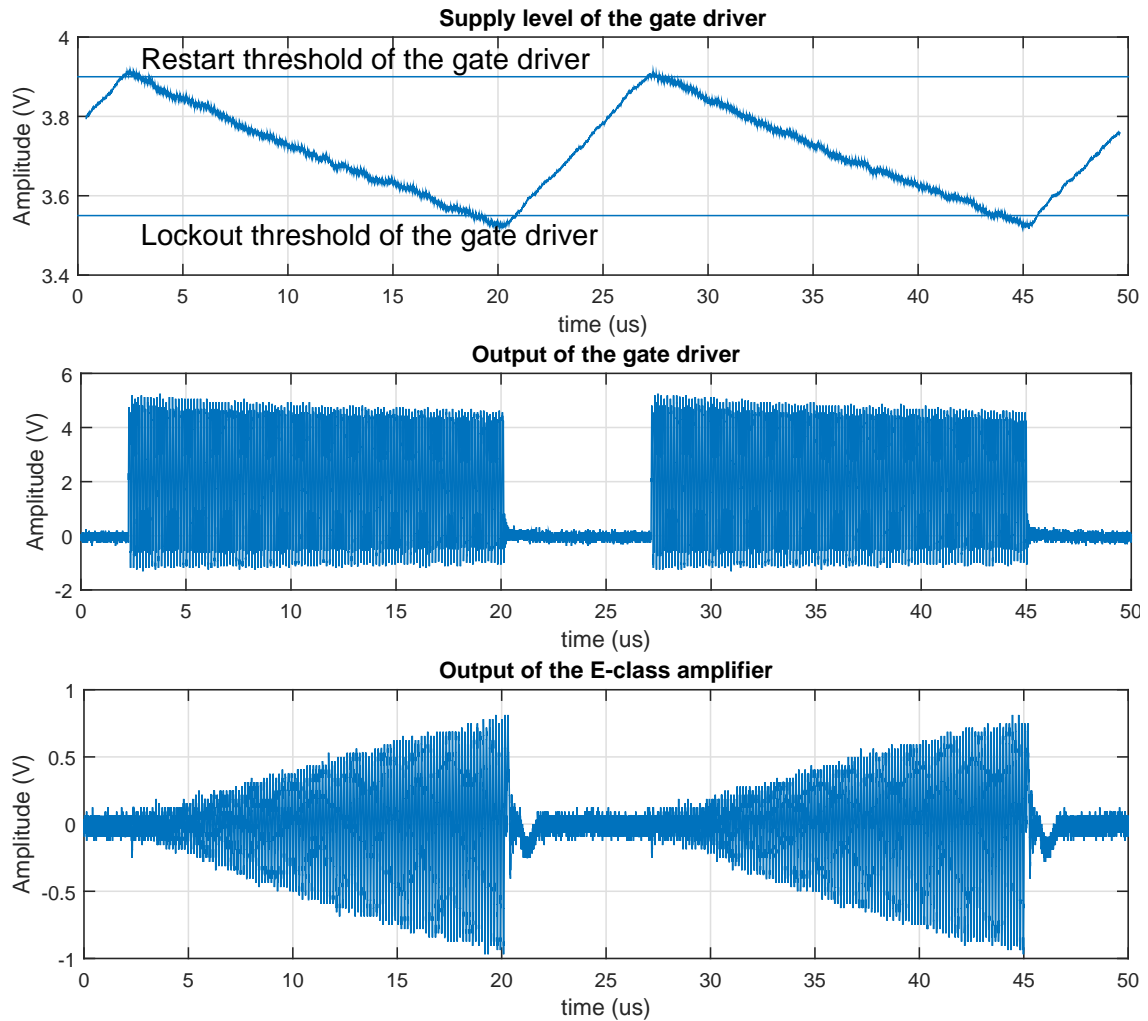 Supply level of the gate driver
4
Restart threshold of the gate driver
3.8
Amplitude (V)
3.6
Lockout threshold of the gate driver
3.4
0 5 10 15 20 25 30 35 40 45 50
time (us)
Output of the gate driver
6
4
Amplitude (V)
2
0
-2
0 5 10 15 20 25 30 35 40 45 50
time (us)
Output of the E-class amplifier
1
0.5
Amplitude (V)
0
-0.5
-1
0 5 10 15 20 25 30 35 40 45 50
time (us)